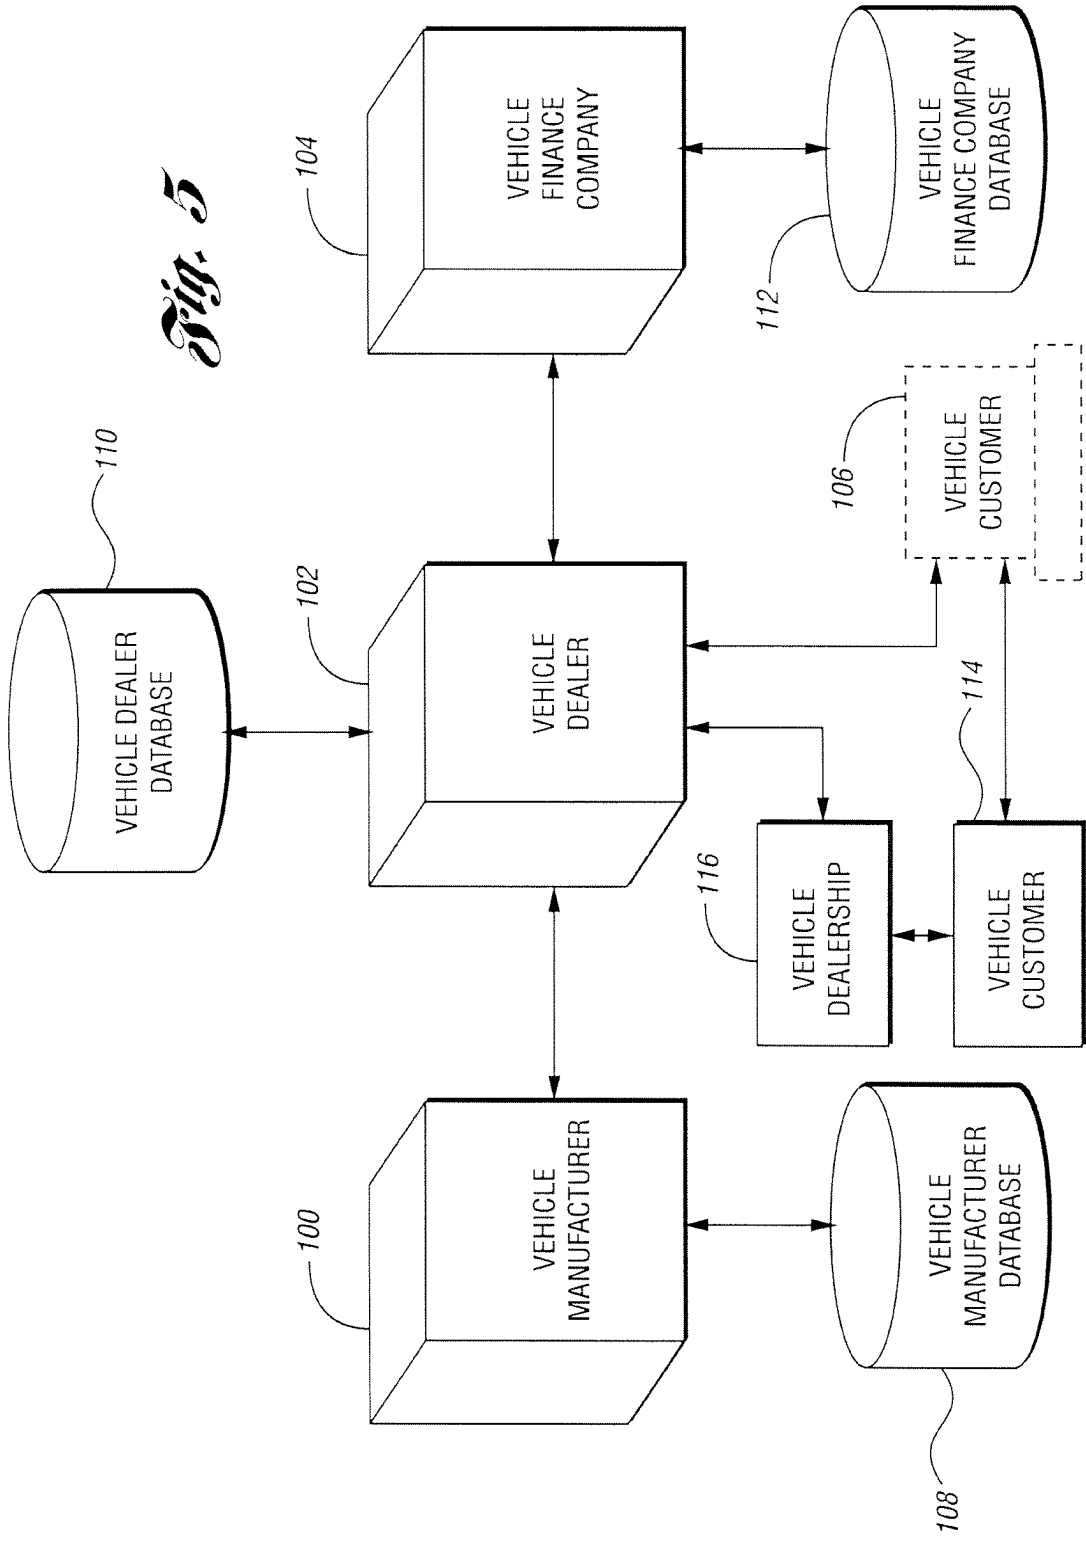 Fig. 5
110
VEHICLE DEALER
DATABASE
100
VEHICLE
MANUFACTURER
102
VEHICLE
DEALER
104
VEHICLE
FINANCE
COMPANY
116
VEHICLE
DEALERSHIP
114
VEHICLE
CUSTOMER
106
VEHICLE
CUSTOMER
108
VEHICLE
MANUFACTURER
DATABASE
112
VEHICLE
FINANCE COMPANY
DATABASE